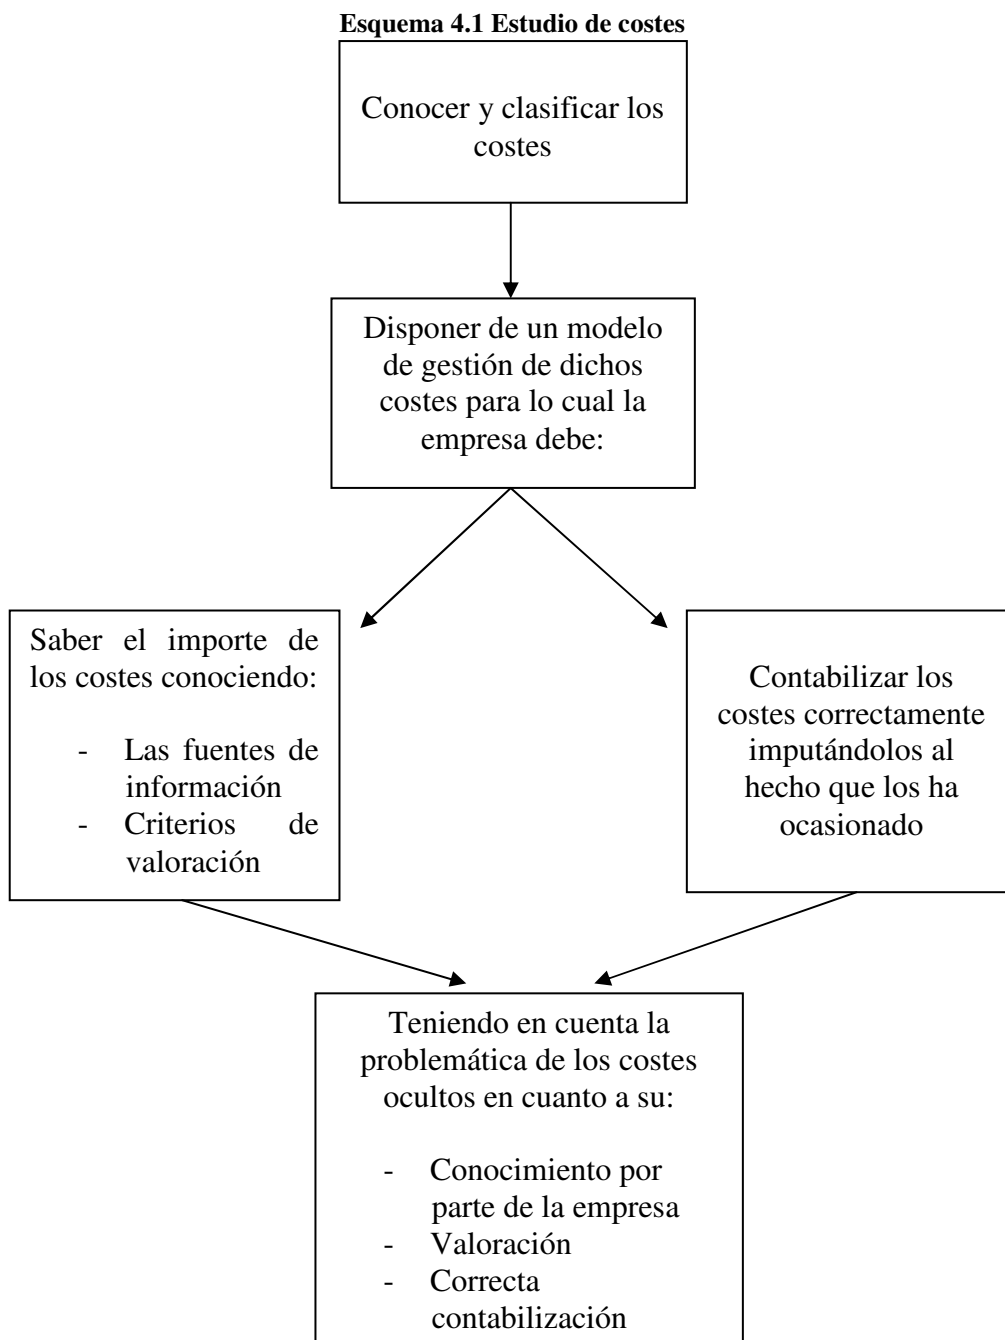 Esquema 4.1 Estudio de costes
Conocer y clasificar los
costes
Disponer de un modelo
de gestión de dichos
costes para lo cual la
empresa debe:
Saber el importe de
los costes conociendo:
- Las fuentes de
información
- Criterios de
valoración
Contabilizar los
costes correctamente
imputándolos al
hecho que los ha
ocasionado
Teniendo en cuenta la
problemática de los costes
ocultos en cuanto a su:
- Conocimiento por
parte de la empresa
- Valoración
- Correcta
contabilización